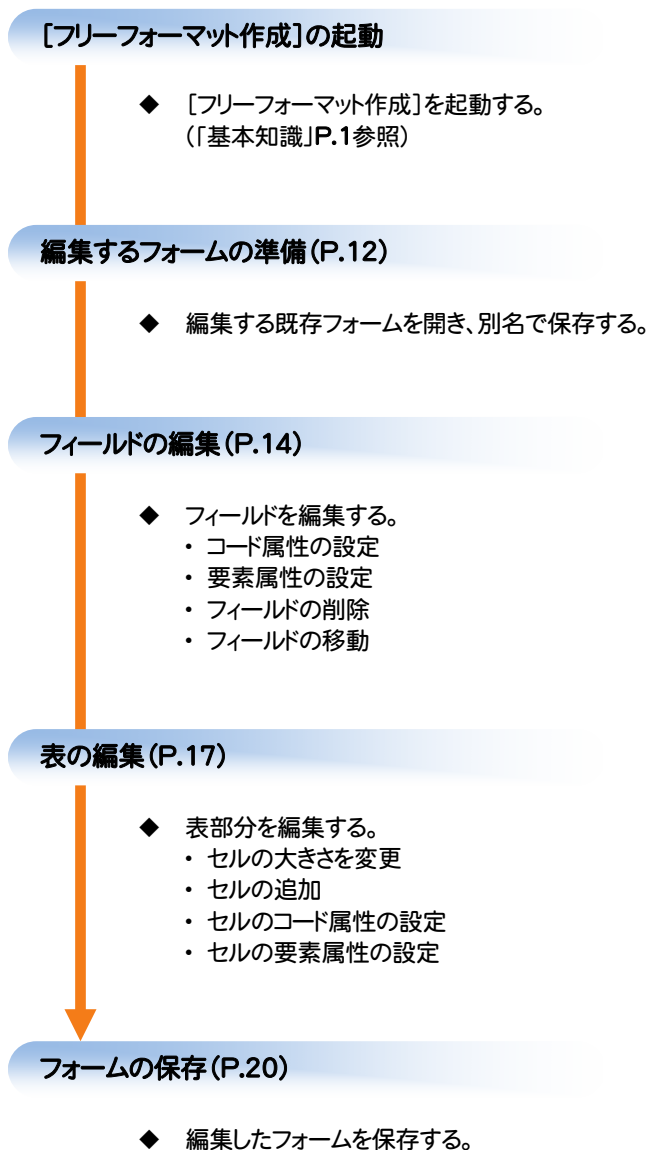 [フリーフォーマット作成]の起動
◆ [フリーフォーマット作成]を起動する。
(「基本知識」P.1参照)
編集するフォームの準備(P.12)
◆ 編集する既存フォームを開き、別名で保存する。
フィールドの編集(P.14)
◆ フィールドを編集する。
・ コード属性の設定
・ 要素属性の設定
・ フィールドの削除
・ フィールドの移動
表の編集(P.17)
◆ 表部分を編集する。
・ セルの大きさを変更
・ セルの追加
・ セルのコード属性の設定
・ セルの要素属性の設定
フォームの保存(P.20)
◆ 編集したフォームを保存する。